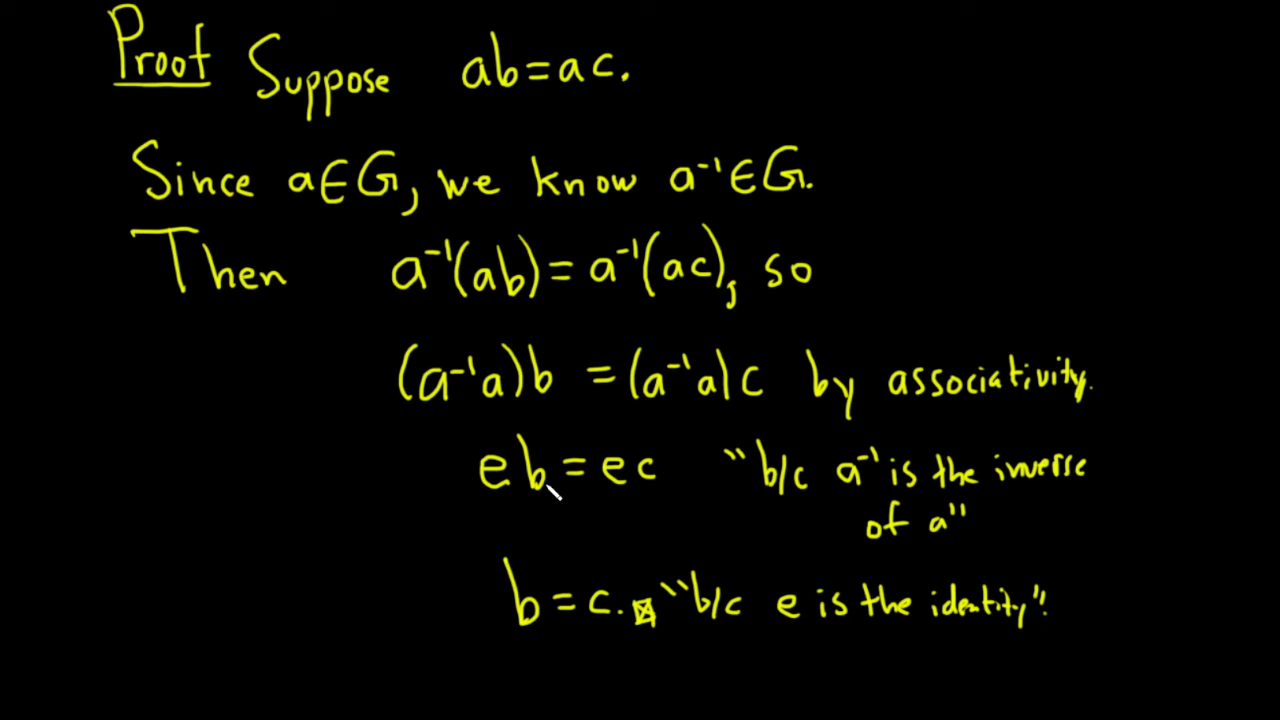 Proof Suppose ab=ac.
Since a∈G, we know a⁻¹∈G.
Then a⁻¹(ab)=a⁻¹(ac), so
(a⁻¹a)b = (a⁻¹a)c by associativity.
eb=ec "b/c a⁻¹ is the inverse
of a"
b=c. "b/c e is the identity".